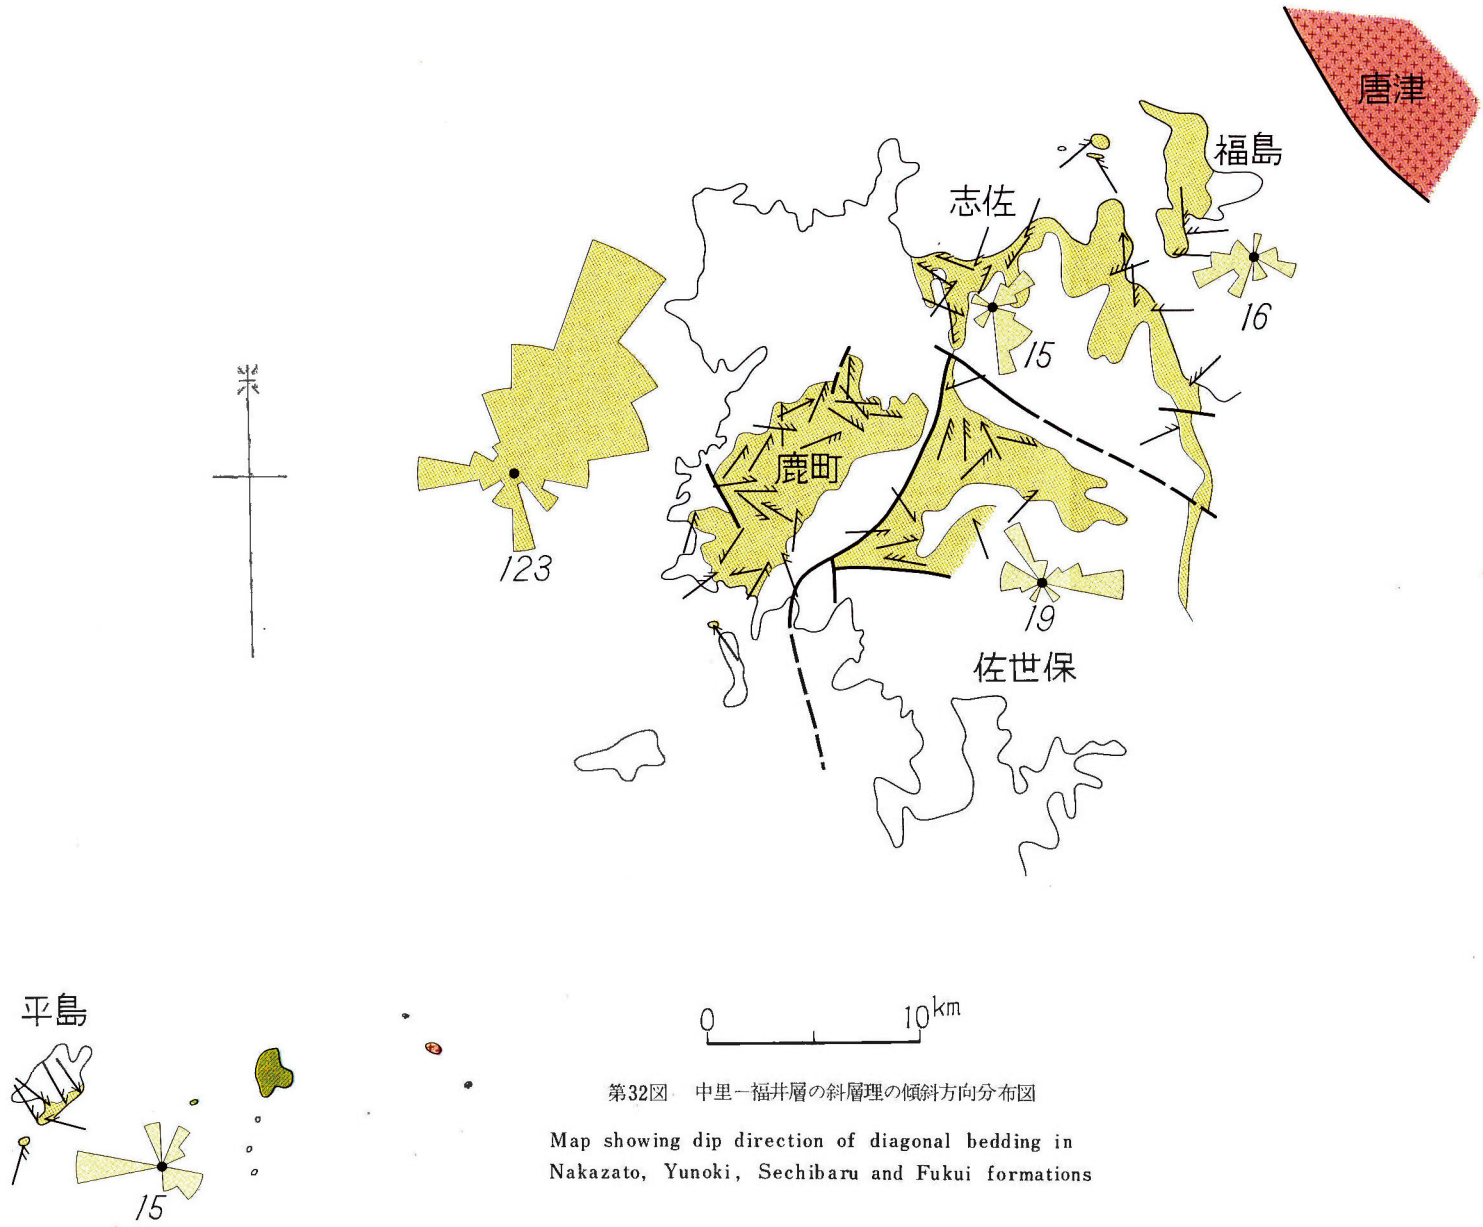 唐津
福島
志佐
16
15
鹿町
123
19
佐世保
平島
0 10km
15
第32図 中里ー福井層の斜層理の傾斜方向分布図
Map showing dip direction of diagonal bedding in
Nakazato, Yunoki, Sechibaru and Fukui formations